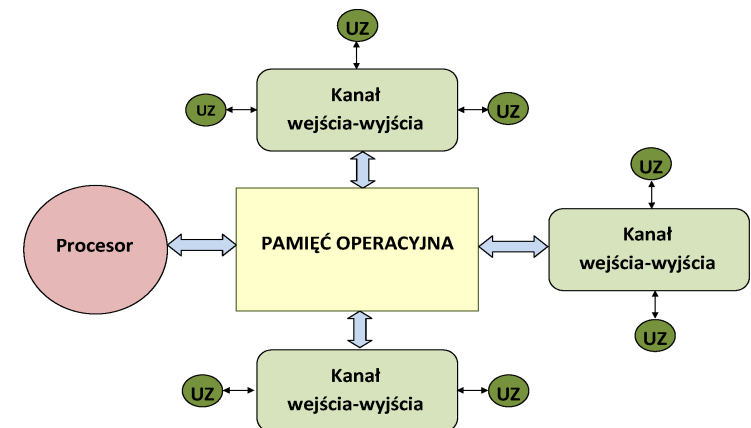 UZ
Kanał
wejścia-wyjścia
UZ
UZ
UZ
Procesor
PAMIĘĆ OPERACYJNA
Kanał
wejścia-wyjścia
UZ
Kanał
wejścia-wyjścia
UZ
UZ